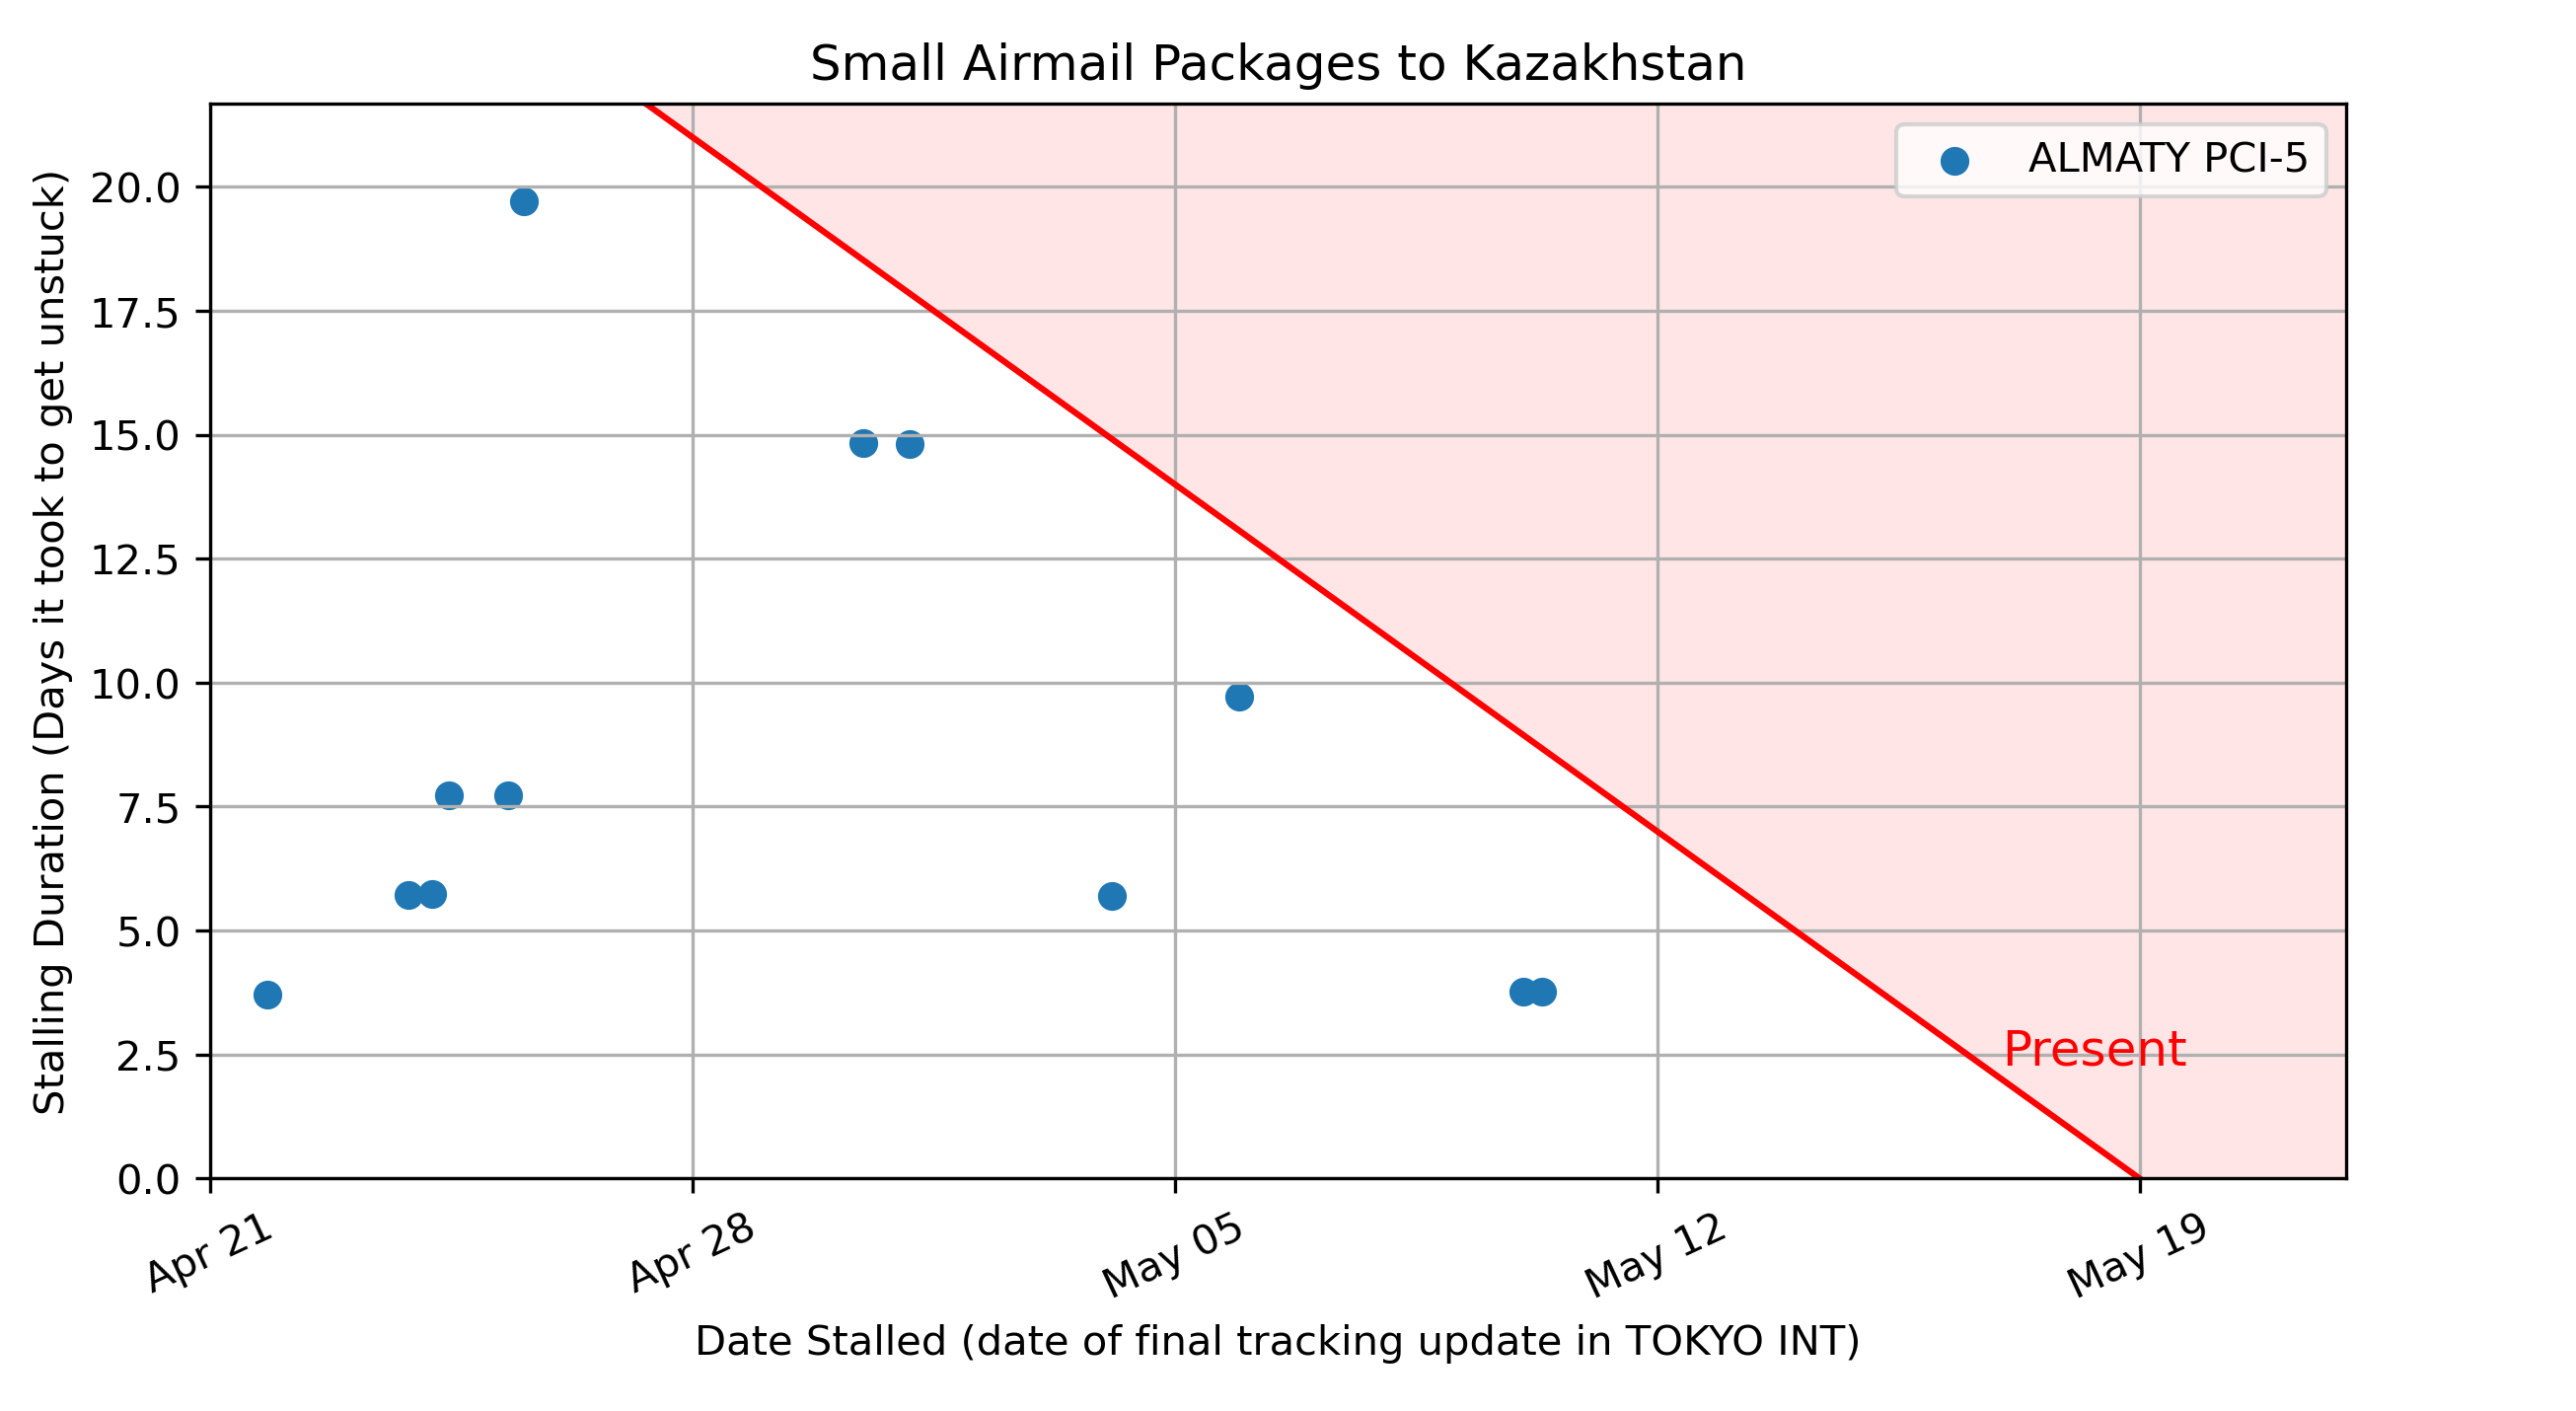 Small Airmail Packages to Kazakhstan
ALMATY PCI-5
Stalling Duration (Days it took to get unstuck)
20.0
17.5
15.0
12.5
10.0
7.5
5.0
2.5
0.0
Present
Apr 21
Apr 28
May 05
May 12
May 19
Date Stalled (date of final tracking update in TOKYO INT)